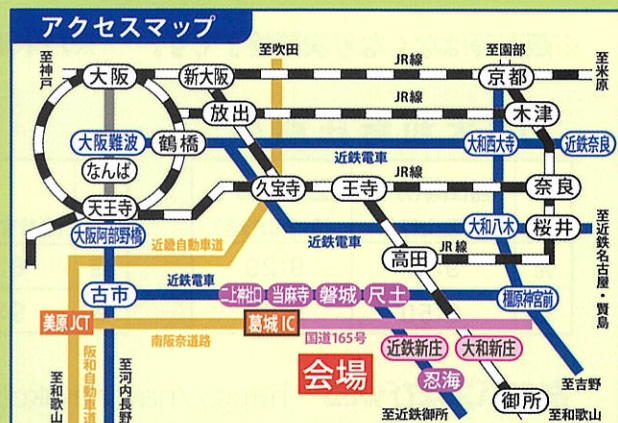 アクセスマップ
至神戸
至吹田
至園部
至米原
大阪
新大阪
JR線
京都
放出
JR線
木津
大阪難波
鶴橋
近鉄電車
大和西大寺
近鉄奈良
なんば
天王寺
久宝寺
王寺
JR線
奈良
大阪阿部野橋
近畿自動車道
近鉄電車
大和八木
桜井
至近鉄名古屋・賢島
高田
JR線
近鉄電車
古市
二上神社口
当麻寺
磐城
尺土
橿原神宮前
美原JCT
葛城IC
南阪奈道路
国道165号
会場
近鉄新庄
大和新庄
忍海
阪和自動車道
至和歌山
至河内長野
至近鉄御所
御所
至和歌山
至吉野